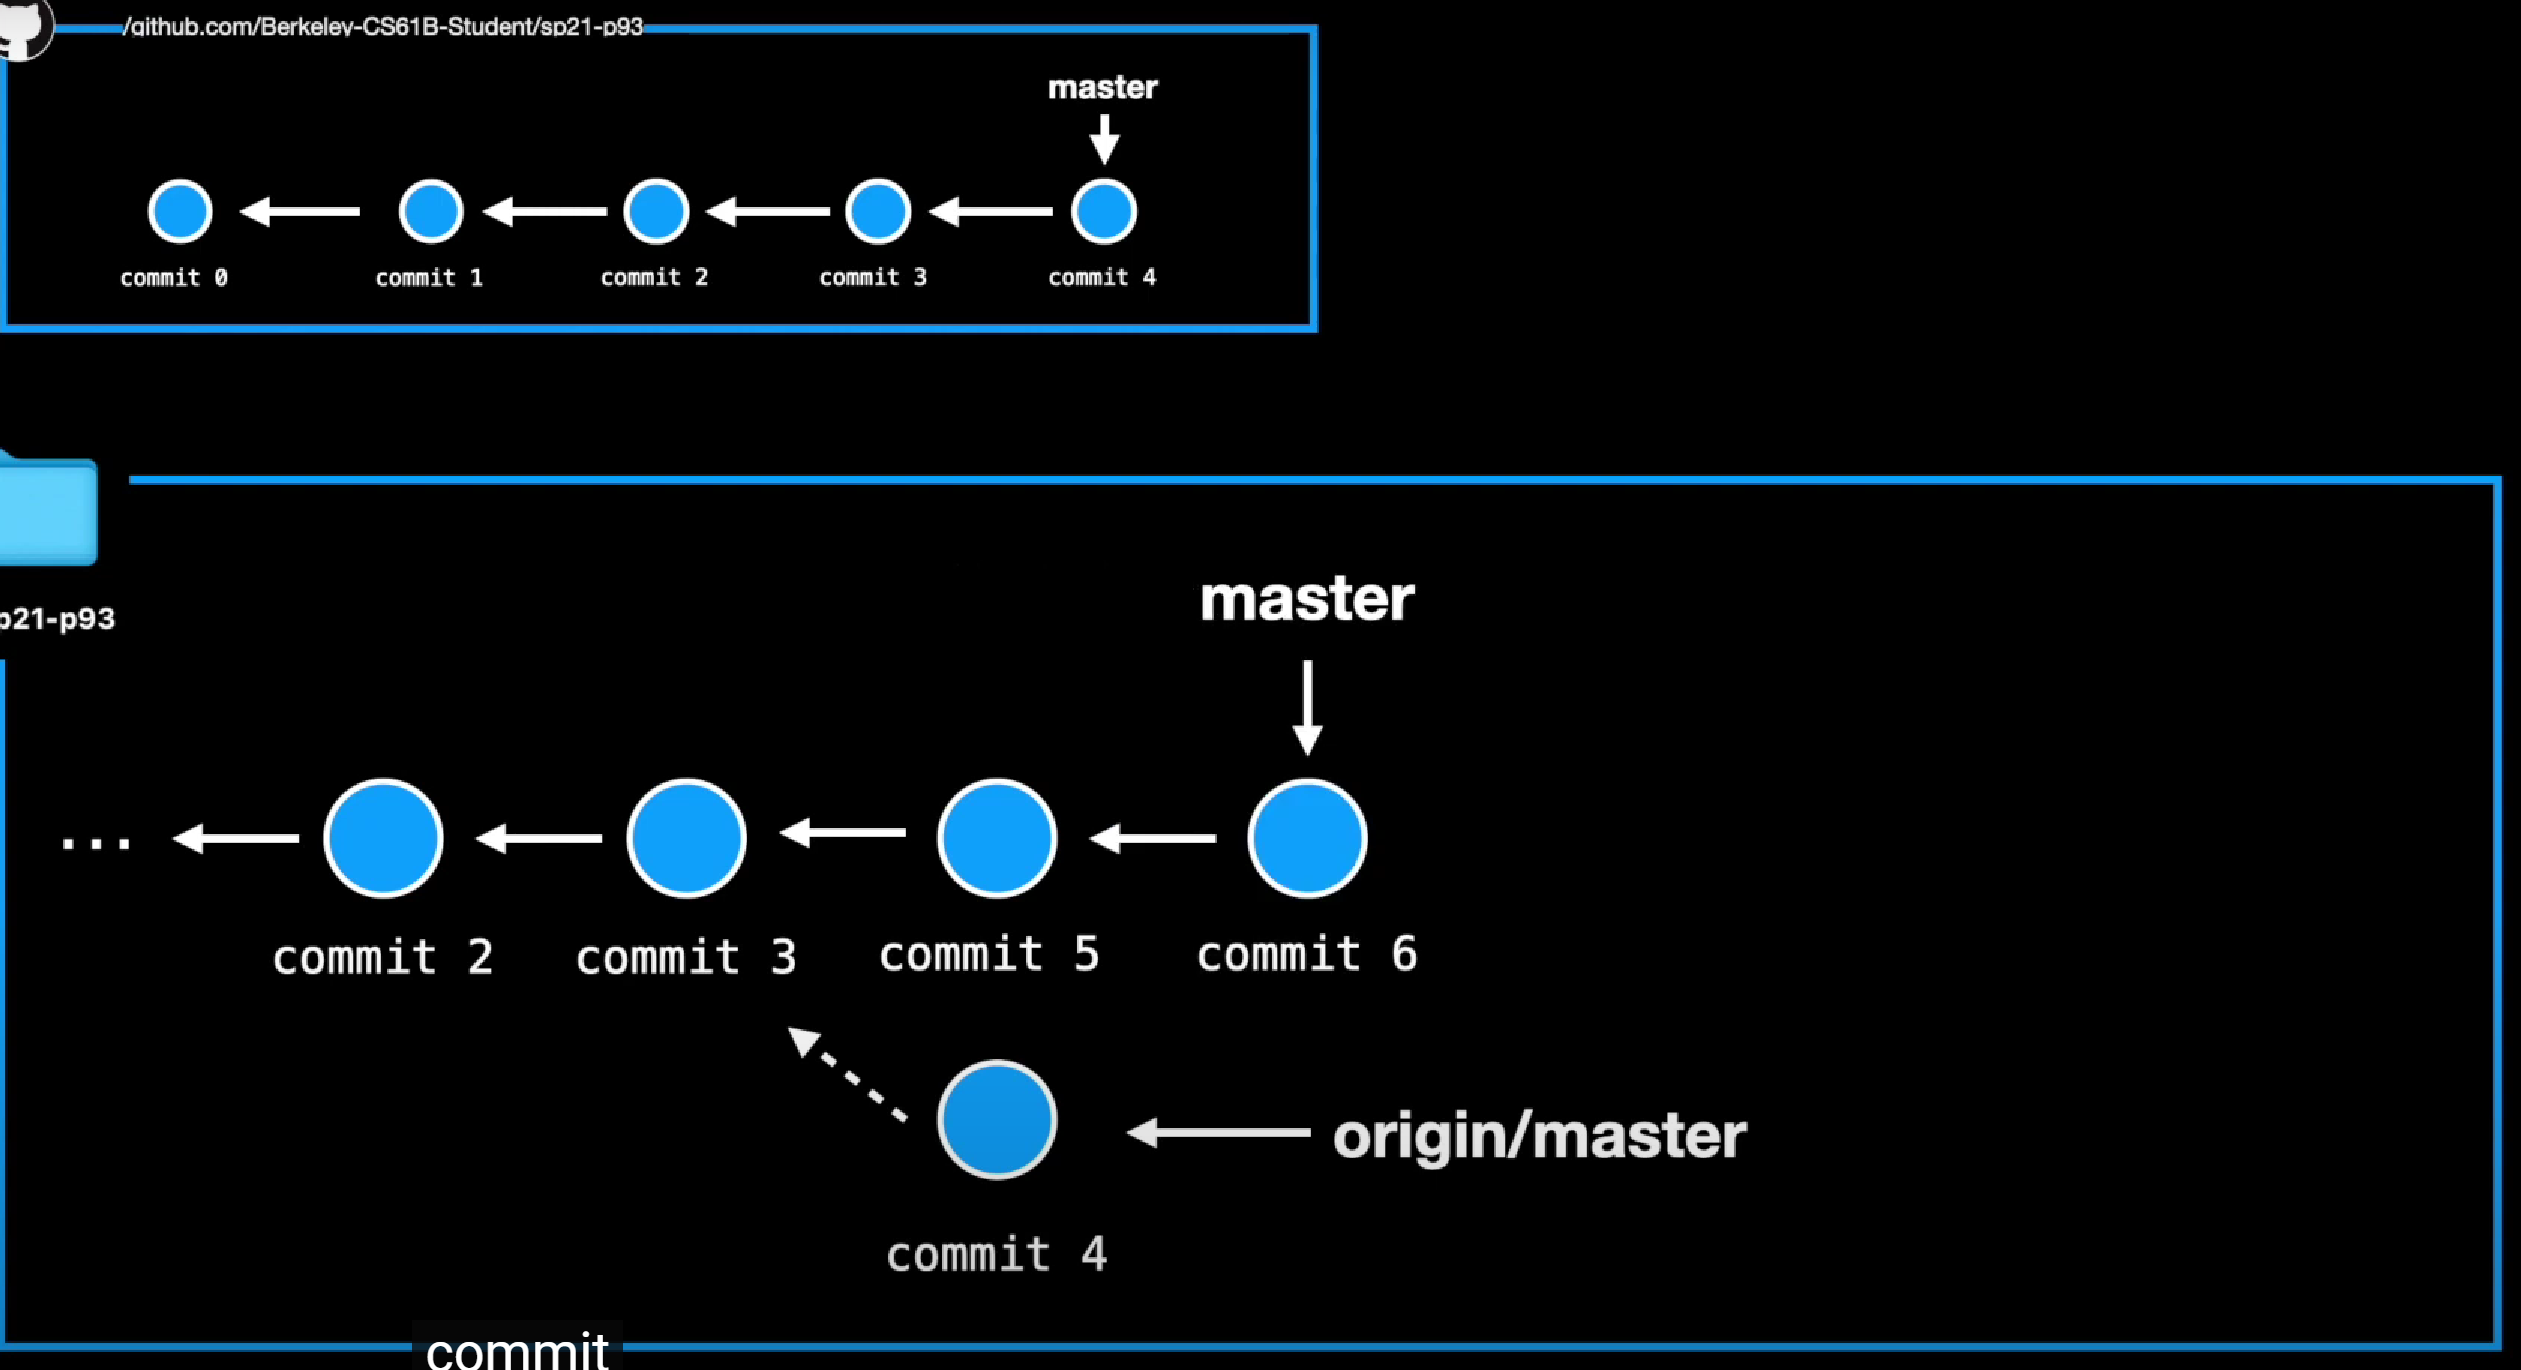 /github.com/Berkeley-CS61B-Student/sp21-p93
master
commit 0
commit 1
commit 2
commit 3
commit 4
p21-p93
master
...
commit 2
commit 3
commit 5
commit 6
origin/master
commit 4
commit